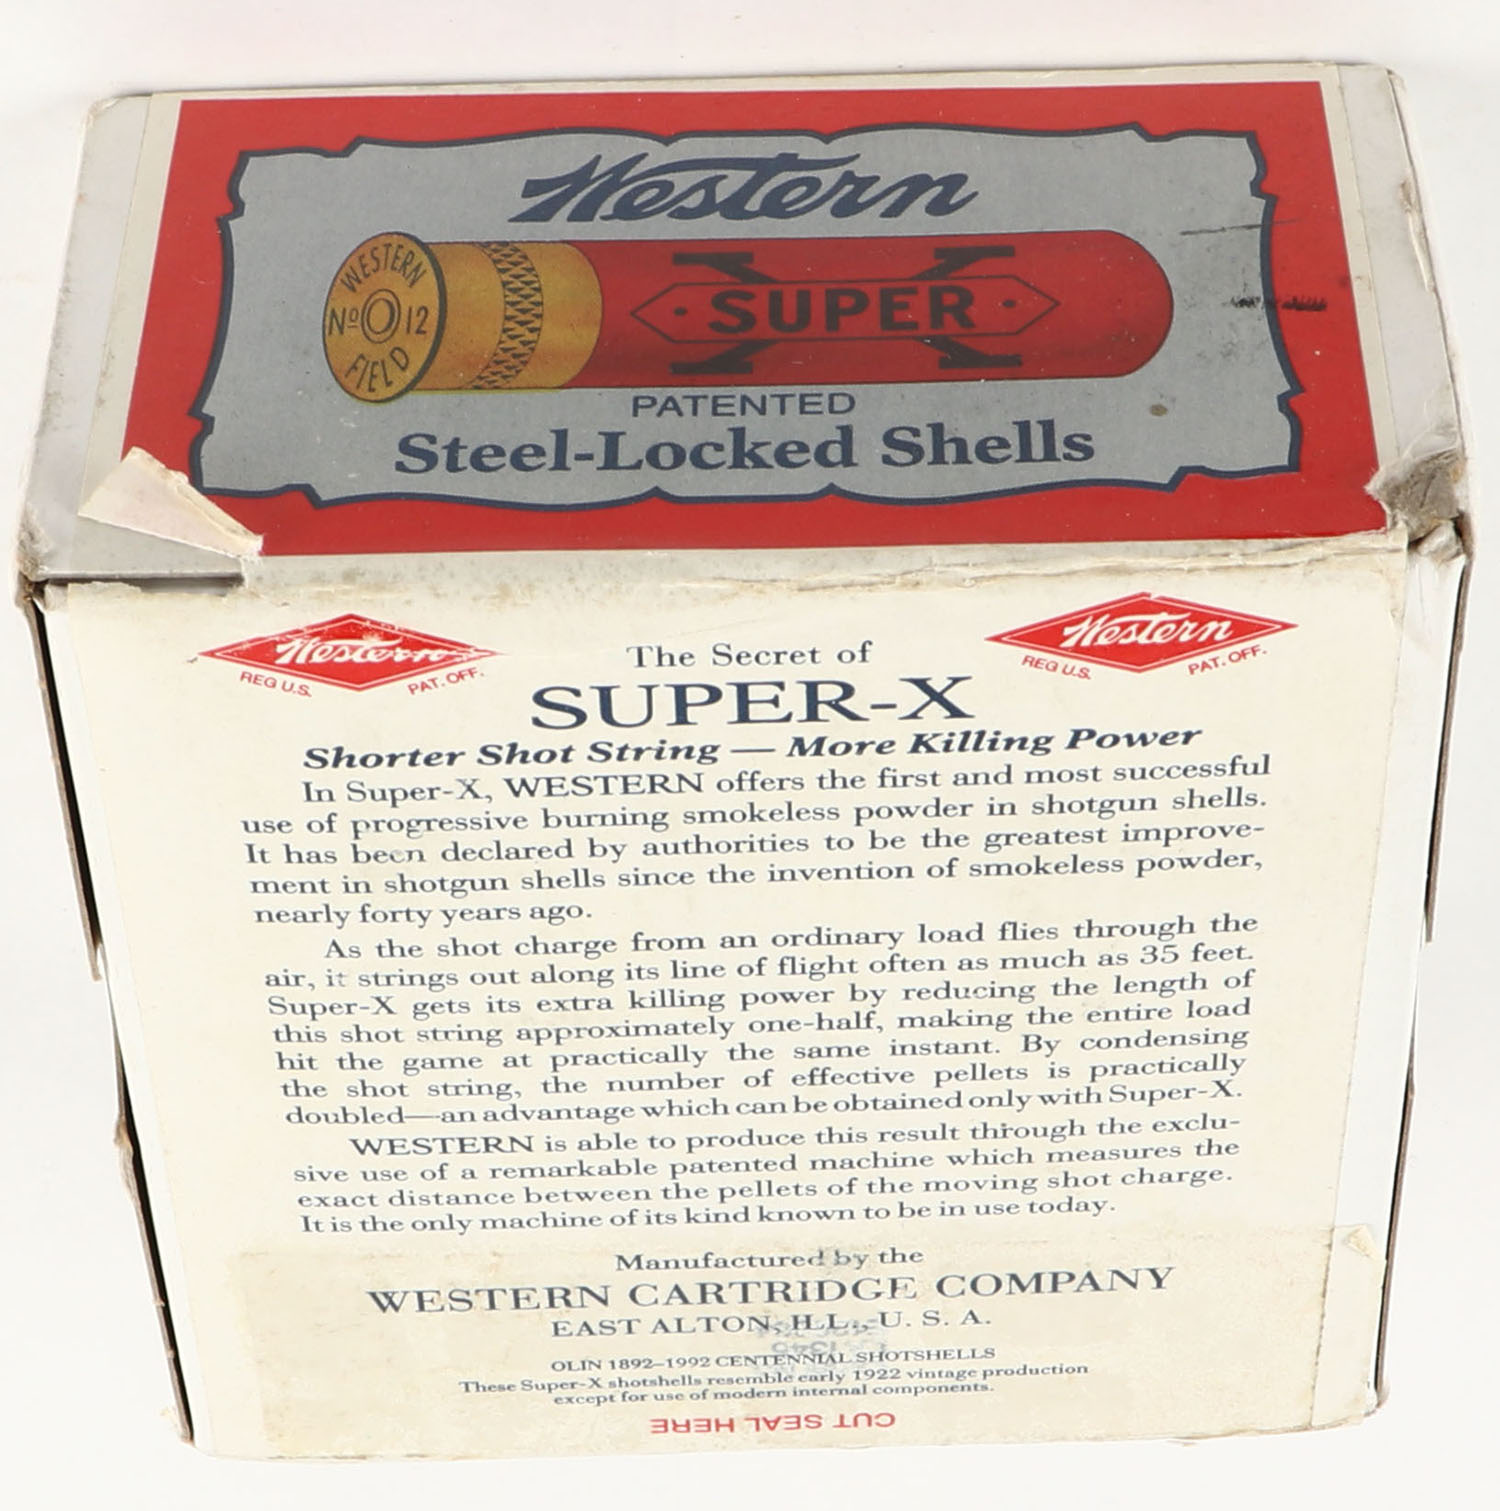 Western
WESTERN
No 12
FIELD
SUPER
X
PATENTED
Steel-Locked Shells
Western
REG U.S. PAT. OFF.
Western
REG U.S. PAT. OFF.
The Secret of
SUPER-X
Shorter Shot String — More Killing Power
In Super-X, WESTERN offers the first and most successful
use of progressive burning smokeless powder in shotgun shells.
It has been declared by authorities to be the greatest improve-
ment in shotgun shells since the invention of smokeless powder,
nearly forty years ago.
As the shot charge from an ordinary load flies through the
air, it strings out along its line of flight often as much as 35 feet.
Super-X gets its extra killing power by reducing the length of
this shot string approximately one-half, making the entire load
hit the game at practically the same instant. By condensing
the shot string, the number of effective pellets is practically
doubled—an advantage which can be obtained only with Super-X.
WESTERN is able to produce this result through the exclu-
sive use of a remarkable patented machine which measures the
exact distance between the pellets of the moving shot charge.
It is the only machine of its kind known to be in use today.
Manufactured by the
WESTERN CARTRIDGE COMPANY
EAST ALTON, ILL., U. S. A.
OLIN 1892–1992 CENTENNIAL SHOTSHELLS
These Super-X shotshells resemble early 1922 vintage production
except for use of modern internal components.
CUT SEAL HERE